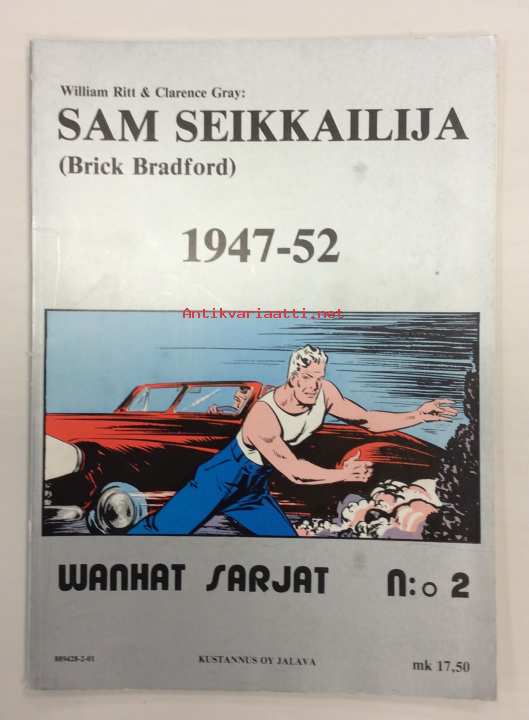 William Ritt & Clarence Gray:
SAM SEIKKAILIJA
(Brick Bradford)
1947-52
Antikvariaatti.net
WANHAT SARJAT N:o 2
889428-2-01 KUSTANNUS OY JALAVA mk 17,50